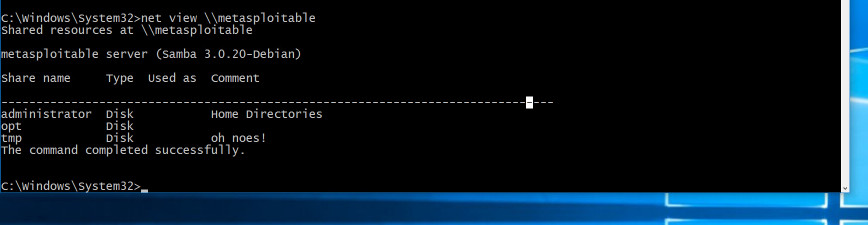 C:\Windows\System32>net view \\metasploitable
Shared resources at \\metasploitable
metasploitable server (Samba 3.0.20-Debian)
Share name     Type  Used as  Comment
-------------------------------------------------------------------------------
administrator  Disk           Home Directories
opt            Disk
tmp            Disk           oh noes!
The command completed successfully.
C:\Windows\System32>